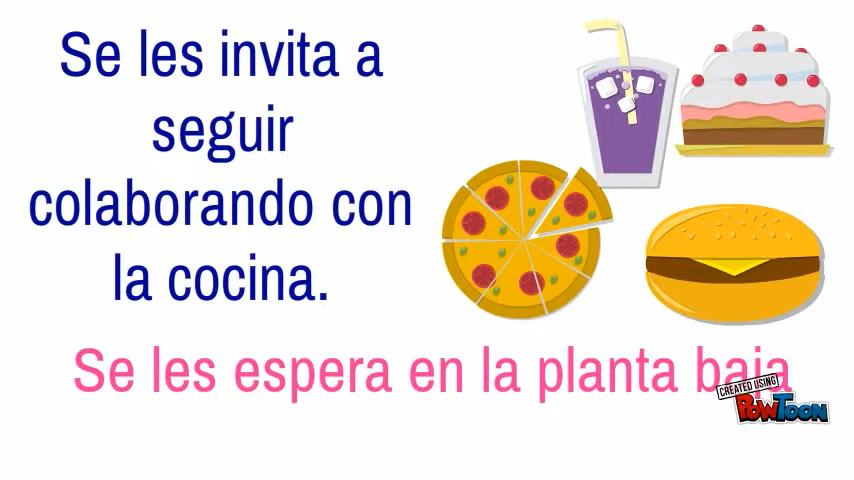 Se les invita a
seguir
colaborando con
la cocina.
Se les espera en la planta baja
CREATED USING
POWTOON